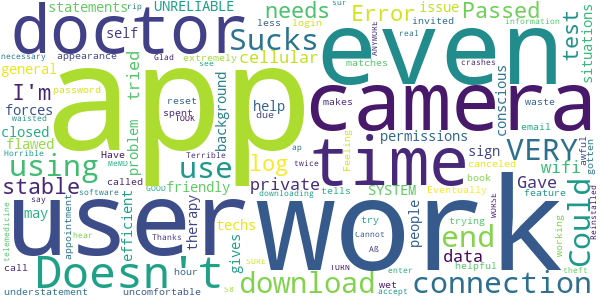 doctor
statements
rip
UNRELIABLE
needs
Error
issue
Passed
sur
self
Sucks
less
login
invited
even
information
necessary
appearance
cellular
real
test
situations
I'm
general
tried
Glad
extremely
see
matches
ANYMORE
crashes
app
camera
forces
password
background
reset
help
makes
conscious
waste
waisted
spent
TOOK
due
permissions
email
closed
problem
time
flawed
Horrible
Have
Terrible
ap
twice
sign
VERY
awful
gotten
using
use
log
Feeling
canceled
wifi
stable
called
MeMD
friendly
private
tells
SYSTEM
book
Gave
feature
may
software
GOOD
therapy
Eventually
Reinstalled
user
work
say
Thanks
techs
try
Cannot
Aß
people
WORSE
end
trying
working
Could
telemedicine
hear
appointment
efficient
gives
data
helpful
theft
Doesn't
hour
SURE
downloading
TURN
enter
call
download
wet
accept
connection
understatement
uncomfortable
S8